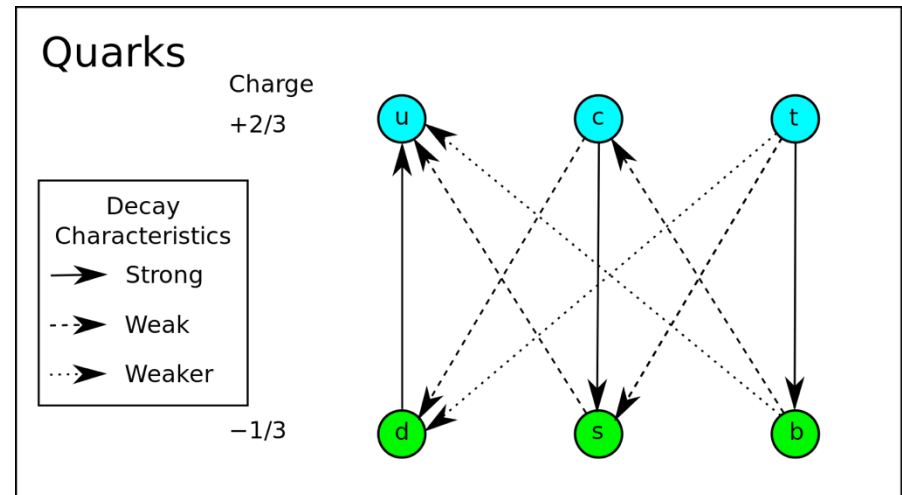 Quarks
Charge
+2/3
u
c
t
Decay
Characteristics
Strong
Weak
Weaker
−1/3
d
s
b